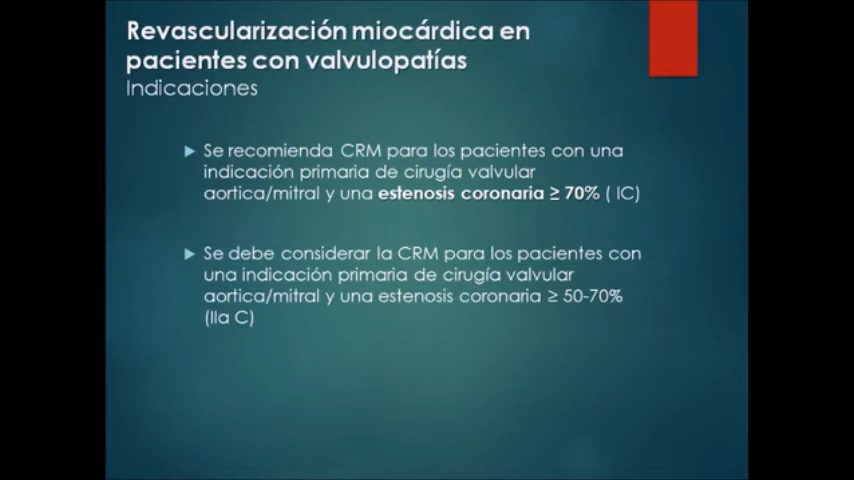 Revascularización miocárdica en
pacientes con valvulopatías
Indicaciones
Se recomienda CRM para los pacientes con una
indicación primaria de cirugía valvular
aortica/mitral y una estenosis coronaria ≥ 70% ( IC)
Se debe considerar la CRM para los pacientes con
una indicación primaria de cirugía valvular
aortica/mitral y una estenosis coronaria ≥ 50-70%
(IIa C)